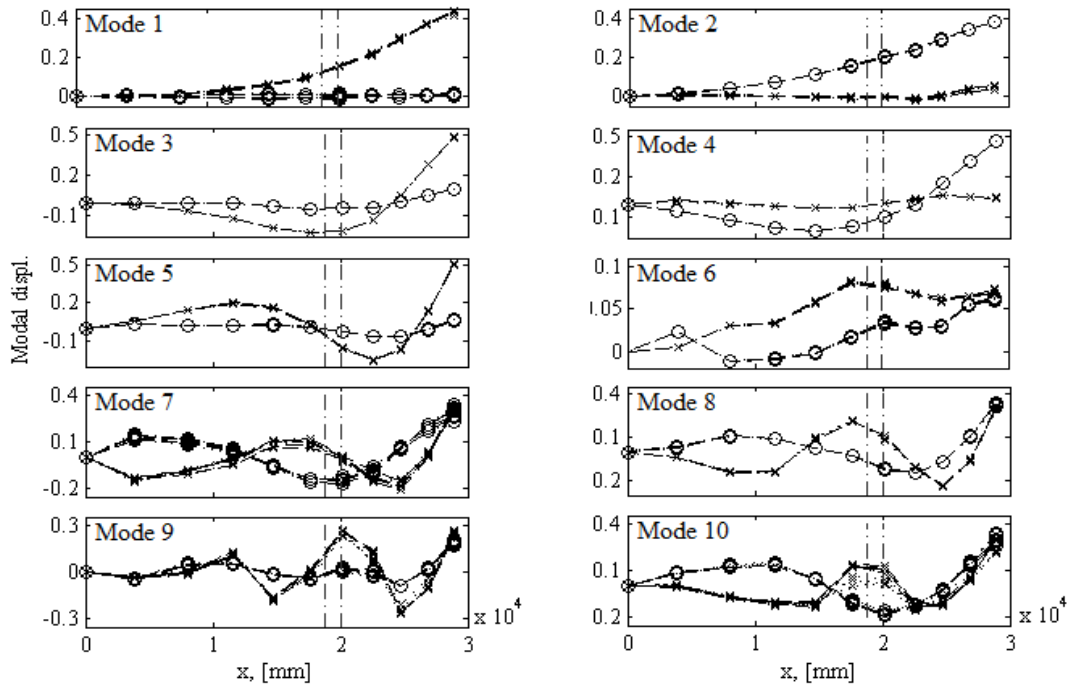 Mode 1
0.4
0.2
0
Mode 2
0.4
0.2
0
Mode 3
0.5
0.2
-0.1
Mode 4
0.5
0.2
0.1
Mode 5
0.5
0.2
-0.1
Mode 6
0.1
.05
0
Mode 7
0.4
0.1
-0.2
Mode 8
0.4
0.1
0.2
Mode 9
0.3
0
-0.3
0 1 2 3
x 10⁴
x, [mm]
Mode 10
0.4
0.1
0.2
0 1 2 3
x 10⁴
x, [mm]
Modal displ.